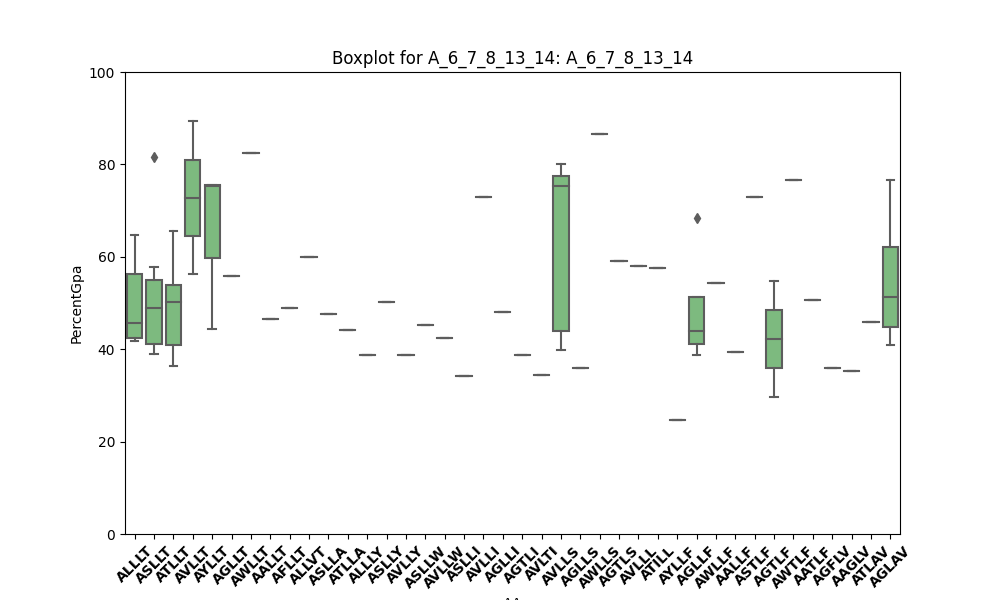 Boxplot for A_6_7_8_13_14: A_6_7_8_13_14
PercentGpa
100
80
60
40
20
0
ALLLT
ASLLT
ATLLT
AVLLT
AYLLT
AGLLT
AWLLT
AALLT
AFLLT
ALLVT
ASLLA
ATLLA
ALLLY
ASLLY
AVLLY
ASLLW
AVLLW
ASLLI
AVLLI
AGLLI
AGTLI
AVLTI
AVLLS
AGLLS
AWLLS
AGTLS
AVLLL
ATILL
AYLLF
AGLLF
AWLLF
AALLF
ASTLF
AGTLF
AWTLF
AATLF
AAGLV
ATLAV
AGLAV